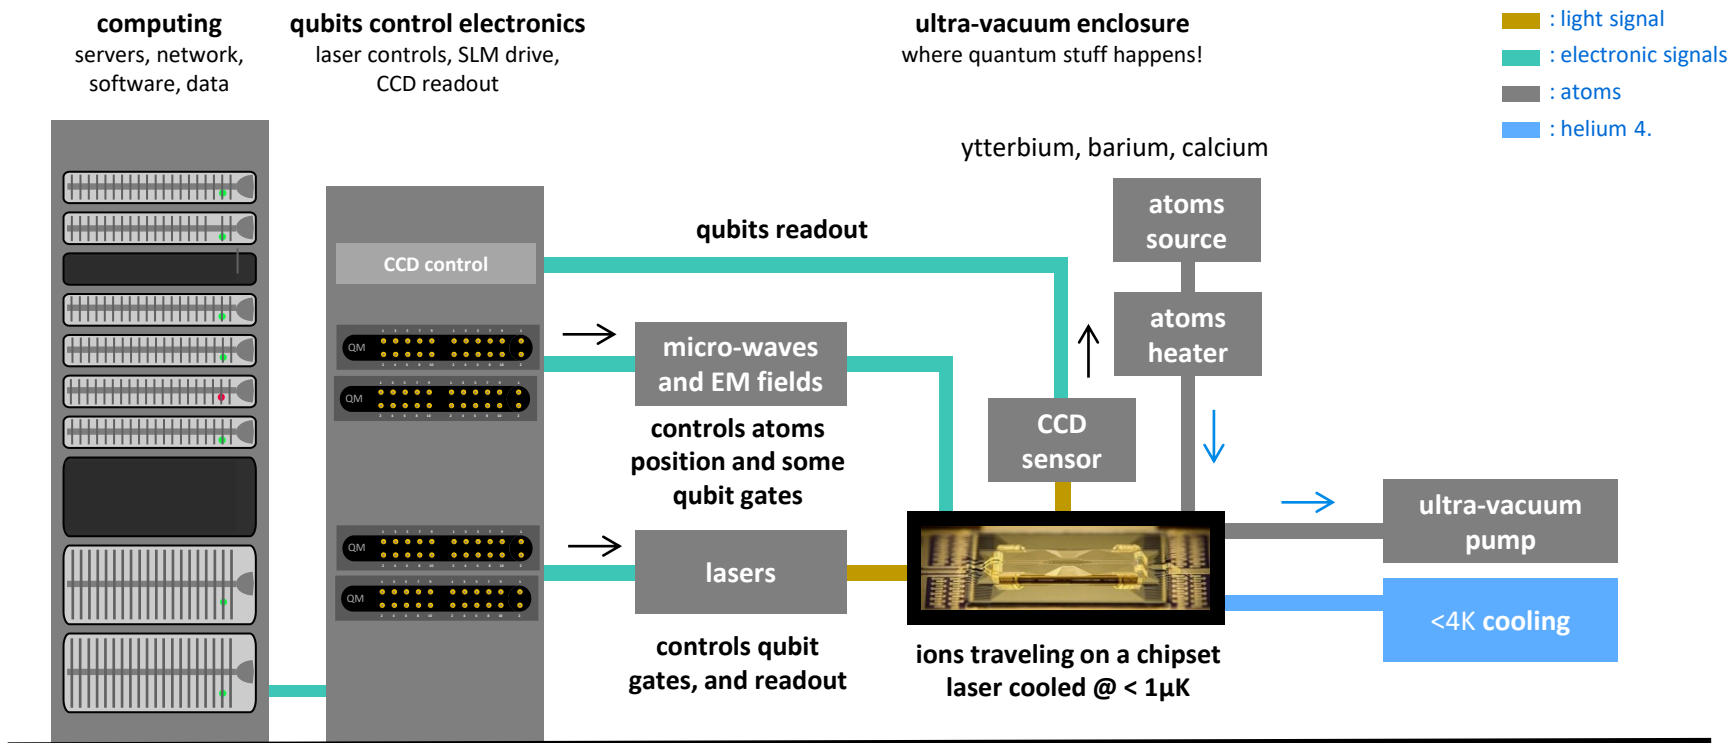 computing
servers, network,
software, data
qubits control electronics
laser controls, SLM drive,
CCD readout
ultra-vacuum enclosure
where quantum stuff happens!
: light signal
: electronic signals
: atoms
: helium 4.
ytterbium, barium, calcium
atoms
source
qubits readout
CCD control
atoms
heater
QM
micro-waves
and EM fields
QM
CCD
sensor
controls atoms
position and some
qubit gates
ultra-vacuum
pump
QM
lasers
QM
<4K cooling
controls qubit
gates, and readout
ions traveling on a chipset
laser cooled @ < 1µK